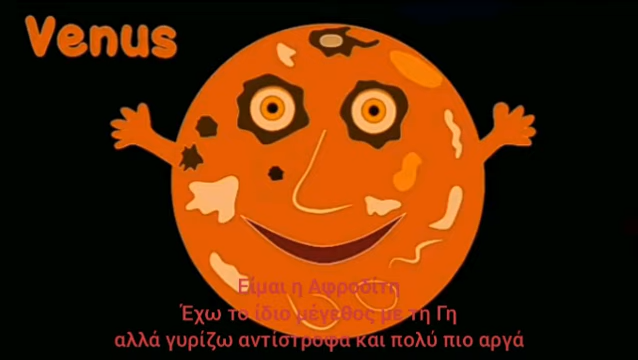 Venus
Είμαι η Αφροδίτη
Έχω το ίδιο μέγεθος με τη Γη
αλλά γυρίζω αντίστροφα και πολύ πιο αργά